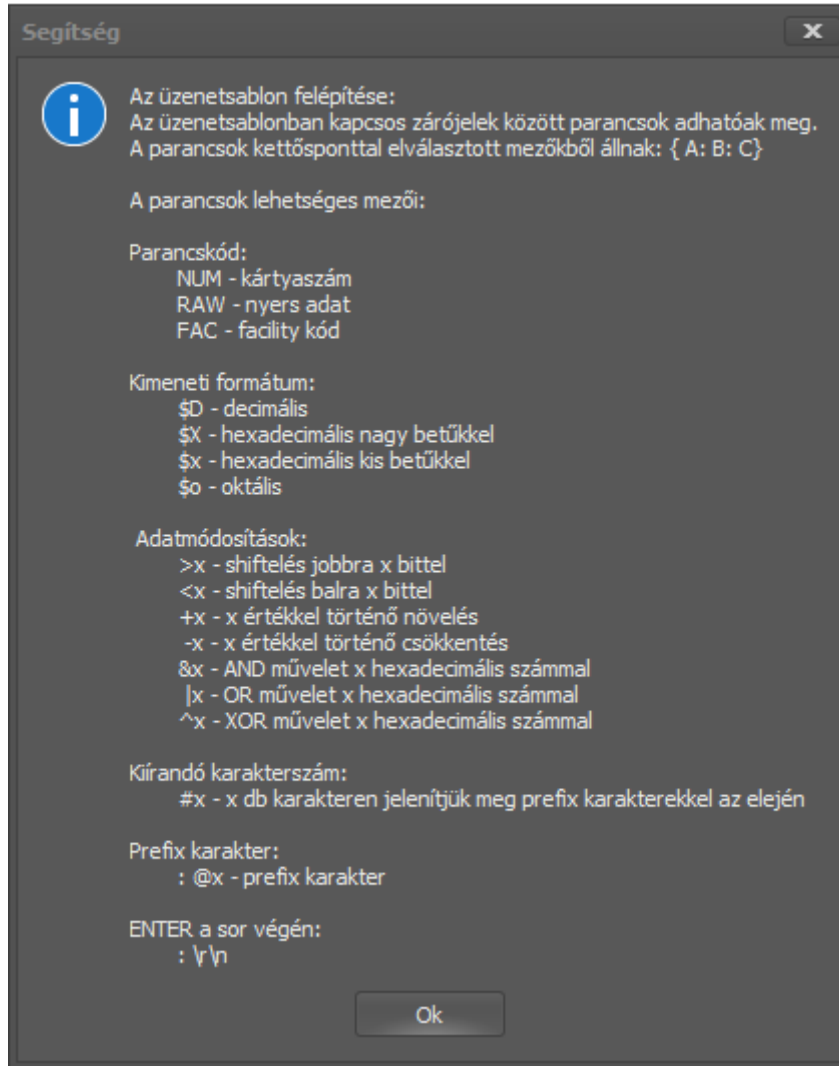 Segítség
Az üzenetsablon felépítése:
Az üzenetsablonban kapcsos zárójelek között parancsok adhatóak meg.
A parancsok kettősponttal elválasztott mezőkből állnak: { A: B: C}
A parancsok lehetséges mezői:
Parancskód:
NUM - kártyaszám
RAW - nyers adat
FAC - facility kód
Kimeneti formátum:
$D - decimális
$X - hexadecimális nagy betűkkel
$x - hexadecimális kis betűkkel
$o - oktális
Adatmódosítások:
>x - shiftelés jobbra x bittel
<x - shiftelés balra x bittel
+x - x értékkel történő növelés
-x - x értékkel történő csökkentés
&x - AND művelet x hexadecimális számmal
|x - OR művelet x hexadecimális számmal
^x - XOR művelet x hexadecimális számmal
Kiírandó karakterszám:
#x - x db karakteren jelenítjük meg prefix karakterekkel az elején
Prefix karakter:
: @x - prefix karakter
ENTER a sor végén:
: \r\n
Ok